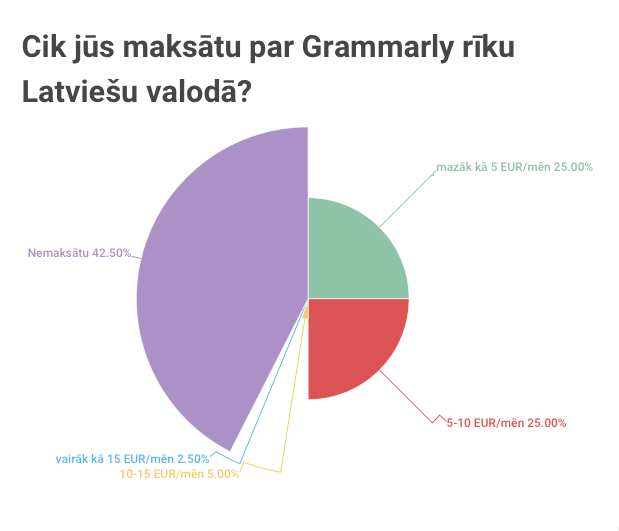 Cik jūs maksātu par Grammarly rīku
Latviešu valodā?
mazāk kā 5 EUR/mēn 25.00%
Nemaksātu 42.50%
5-10 EUR/mēn 25.00%
vairāk kā 15 EUR/mēn 2.50%
10-15 EUR/mēn 5.00%